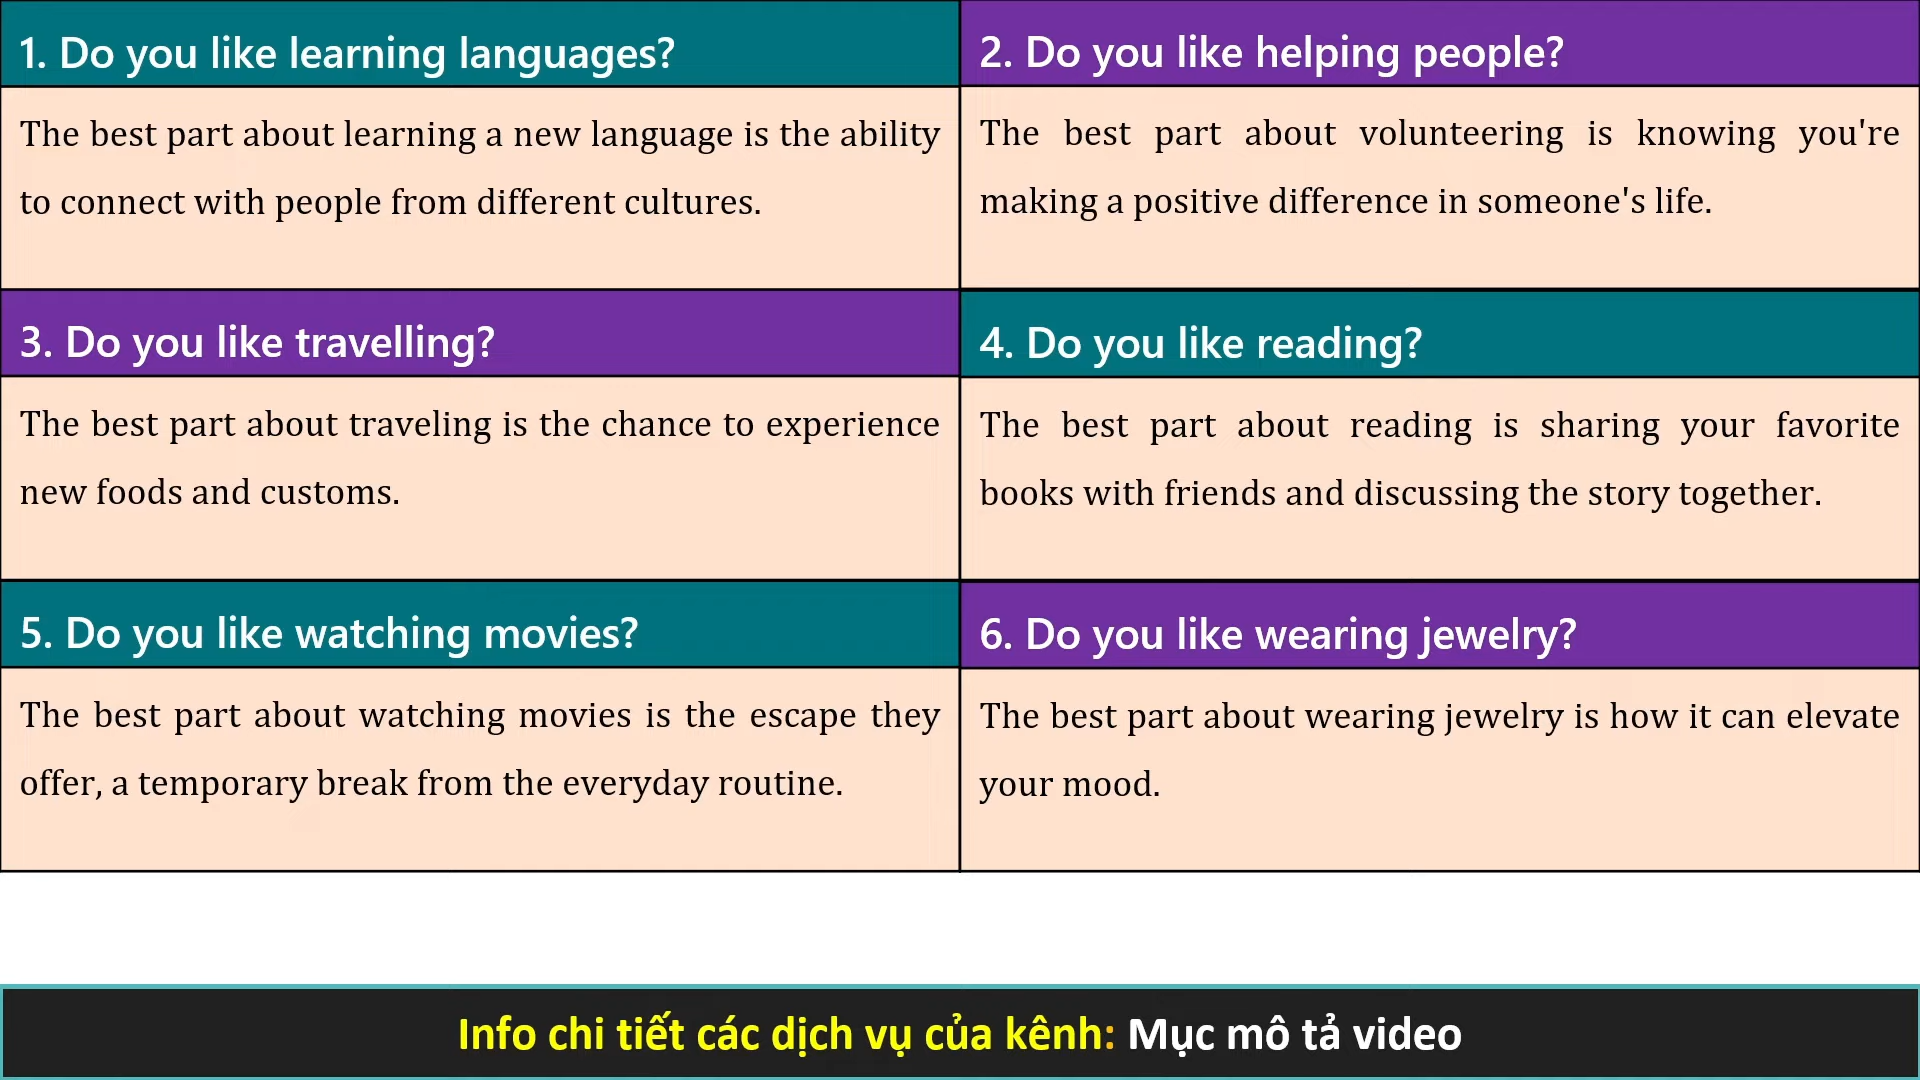 1. Do you like learning languages?
The best part about learning a new language is the ability
to connect with people from different cultures.
2. Do you like helping people?
The best part about volunteering is knowing you're
making a positive difference in someone's life.
3. Do you like travelling?
The best part about traveling is the chance to experience
new foods and customs.
4. Do you like reading?
The best part about reading is sharing your favorite
books with friends and discussing the story together.
5. Do you like watching movies?
The best part about watching movies is the escape they
offer, a temporary break from the everyday routine.
6. Do you like wearing jewelry?
The best part about wearing jewelry is how it can elevate
your mood.
Info chi tiết các dịch vụ của kênh: Mục mô tả video